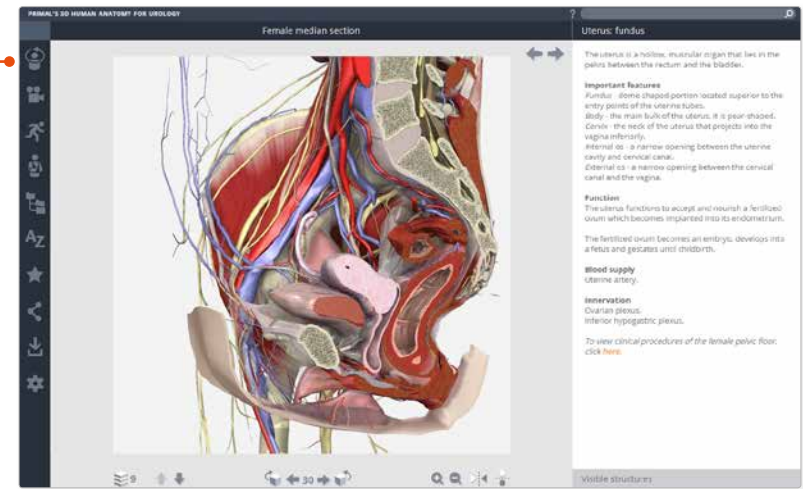 PRIMAL'S 3D HUMAN ANATOMY FOR UROLOGY
?
Female median section
Uterus: fundus
The uterus is a hollow, muscular organ that lies in the
pelvis between the rectum and the bladder.
Important features
Fundus - dome shaped portion located superior to the
entry points of the uterine tubes.
Body - the main bulk of the uterus, it is pear-shaped.
Cervix - the neck of the uterus that projects into the
vagina inferiorly.
Internal os - a narrow opening between the uterine
cavity and cervical canal.
External os - a narrow opening between the cervical
canal and the vagina.
Function
The uterus functions to accept and nourish a fertilized
ovum which becomes implanted into its endometrium.
The fertilized ovum becomes an embryo, develops into
a fetus and gestates until childbirth.
Blood supply
Uterine artery.
Innervation
Ovarian plexus.
Inferior hypogastric plexus.
To view clinical procedures of the female pelvic floor,
click here.
AZ
9
30
Visible structures